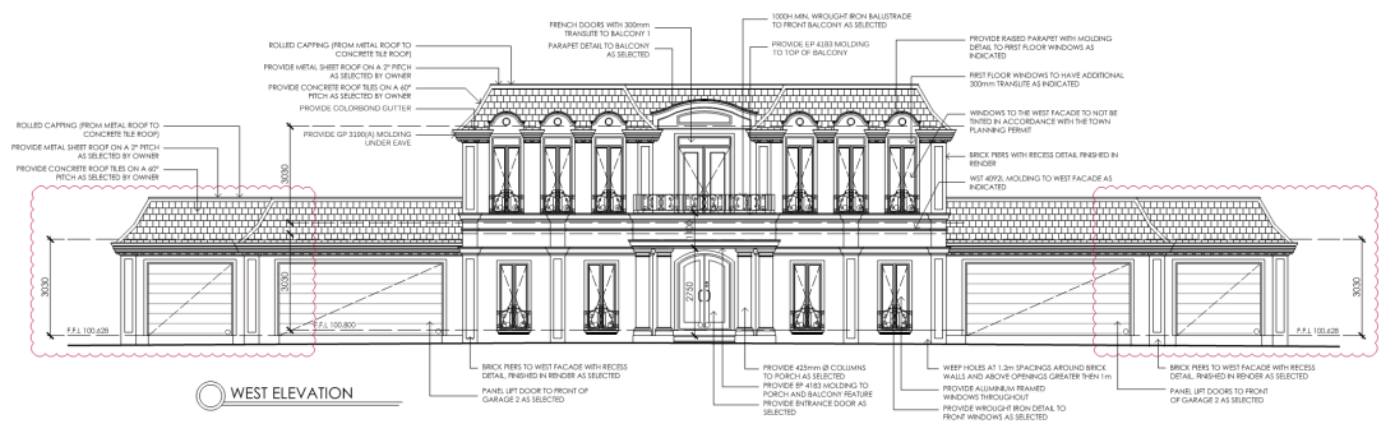 FRENCH DOORS WITH 300mm
TRANSLITE TO BALCONY 1
PARAPET DETAIL TO BALCONY
AS SELECTED
1000H MIN. WROUGHT IRON BALUSTRADE
TO FRONT BALCONY AS SELECTED
PROVIDE EP 4183 MOLDING
TO TOP OF BALCONY
PROVIDE RAISED PARAPET WITH MOLDING
DETAIL TO FIRST FLOOR WINDOWS AS
INDICATED
FIRST FLOOR WINDOWS TO HAVE ADDITIONAL
300mm TRANSLITE AS INDICATED
WINDOWS TO THE WEST FACADE TO NOT BE
TINTED IN ACCORDANCE WITH THE TOWN
PLANNING PERMIT
BRICK PIERS WITH RECESS DETAIL FINISHED IN
RENDER
WST 4092L MOLDING TO WEST FACADE AS
INDICATED
ROLLED CAPPING (FROM METAL ROOF TO
CONCRETE TILE ROOF)
PROVIDE METAL SHEET ROOF ON A 2° PITCH
AS SELECTED BY OWNER
PROVIDE CONCRETE ROOF TILES ON A 60°
PITCH AS SELECTED BY OWNER
PROVIDE COLORBOND GUTTER
PROVIDE GP 3100(A) MOLDING
UNDER EAVE
ROLLED CAPPING (FROM METAL ROOF TO
CONCRETE TILE ROOF)
PROVIDE METAL SHEET ROOF ON A 2° PITCH
AS SELECTED BY OWNER
PROVIDE CONCRETE ROOF TILES ON A 60°
PITCH AS SELECTED BY OWNER
3030
3030
3030
1100
2750
3030
F.F.L 100.628
F.F.L 100.800
F.F.L 100.628
BRICK PIERS TO WEST FACADE WITH RECESS
DETAIL, FINISHED IN RENDER AS SELECTED
PANEL LIFT DOOR TO FRONT OF
GARAGE 2 AS SELECTED
PROVIDE 425mm Ø COLUMNS
TO PORCH AS SELECTED
PROVIDE EP 4183 MOLDING TO
PORCH AND BALCONY FEATURE
PROVIDE ENTRANCE DOOR AS
SELECTED
WEEP HOLES AT 1.2m SPACINGS AROUND BRICK
WALLS AND ABOVE OPENINGS GREATER THEN 1m
PROVIDE ALUMINIUM FRAMED
WINDOWS THROUGHOUT
PROVIDE WROUGHT IRON DETAIL TO
FRONT WINDOWS AS SELECTED
BRICK PIERS TO WEST FACADE WITH RECESS
DETAIL, FINISHED IN RENDER AS SELECTED
PANEL LIFT DOORS TO FRONT
OF GARAGE 2 AS SELECTED
WEST ELEVATION